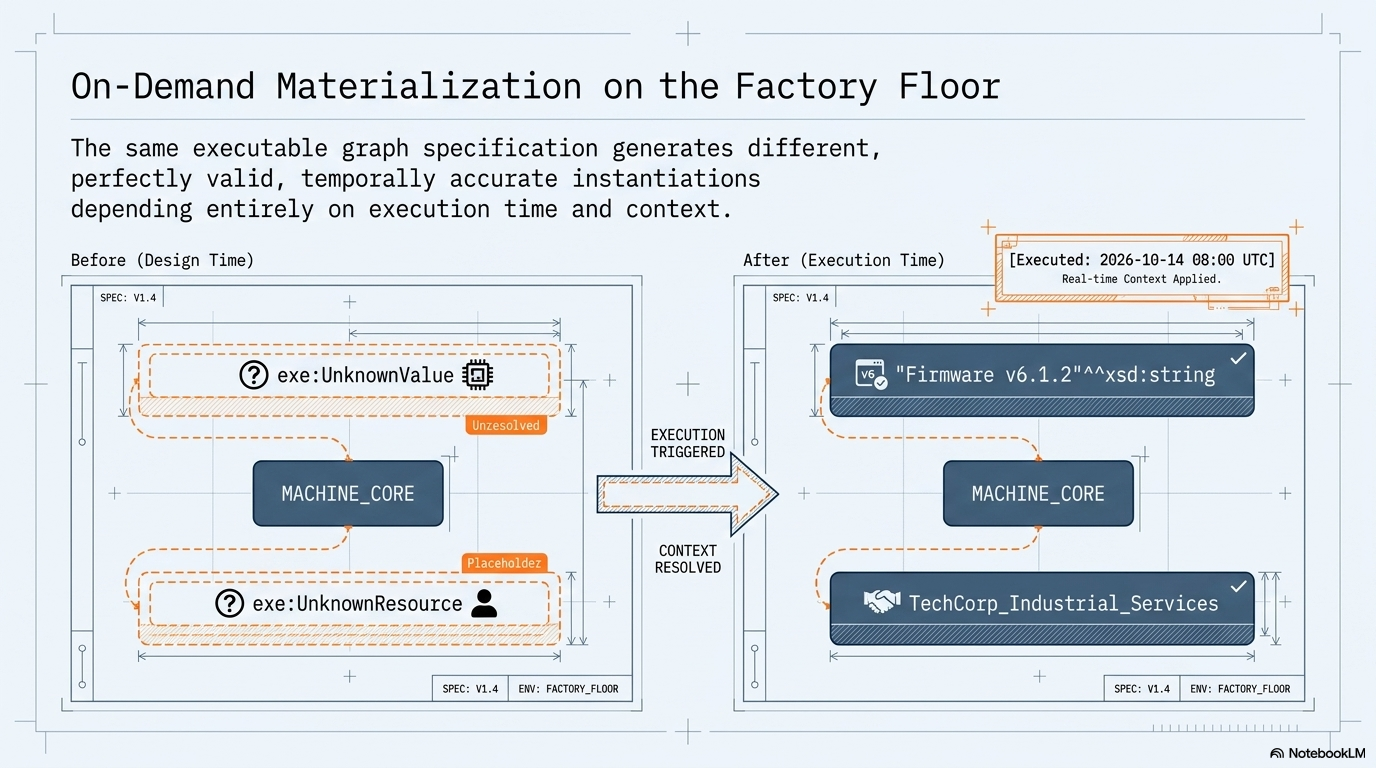 On-Demand Materialization on the Factory Floor
The same executable graph specification generates different,
perfectly valid, temporally accurate instantiations
depending entirely on execution time and context.
Before (Design Time)
SPEC: V1.4
exe:UnknownValue
Unzesolved
MACHINE_CORE
Placeholdez
exe:UnknownResource
SPEC: V1.4
ENV: FACTORY_FLOOR
EXECUTION
TRIGGERED
CONTEXT
RESOLVED
After (Execution Time)
[Executed: 2026-10-14 08:00 UTC]
Real-time Context Applied.
SPEC: V1.4
v6
"Firmware v6.1.2"^^xsd:string
MACHINE_CORE
TechCorp_Industrial_Services
SPEC: V1.4
ENV: FACTORY_FLOOR
NotebookLM